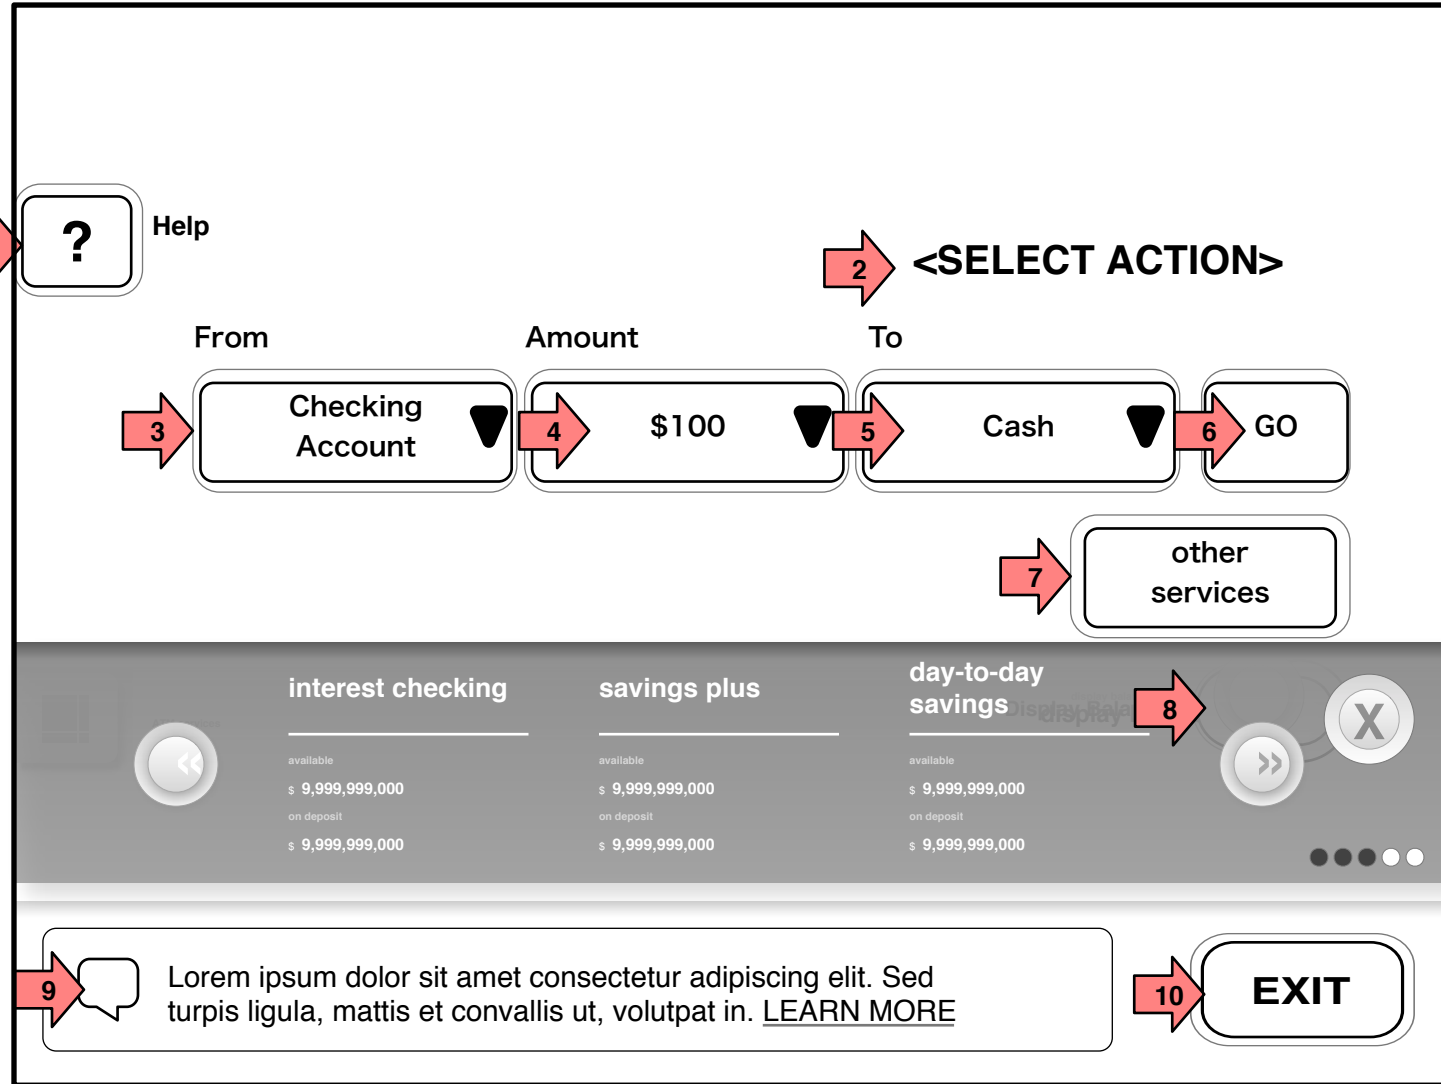 ?
Help
2
<SELECT ACTION>
From
Amount
To
3
Checking
Account
4
$100
5
Cash
6
GO
7
other
services
interest checking
savings plus
day-to-day
savings
8
X
«
»
available
$ 9,999,999,000
on deposit
$ 9,999,999,000
available
$ 9,999,999,000
on deposit
$ 9,999,999,000
available
$ 9,999,999,000
on deposit
$ 9,999,999,000
9
Lorem ipsum dolor sit amet consectetur adipiscing elit. Sed
turpis ligula, mattis et convallis ut, volutpat in. LEARN MORE
10
EXIT